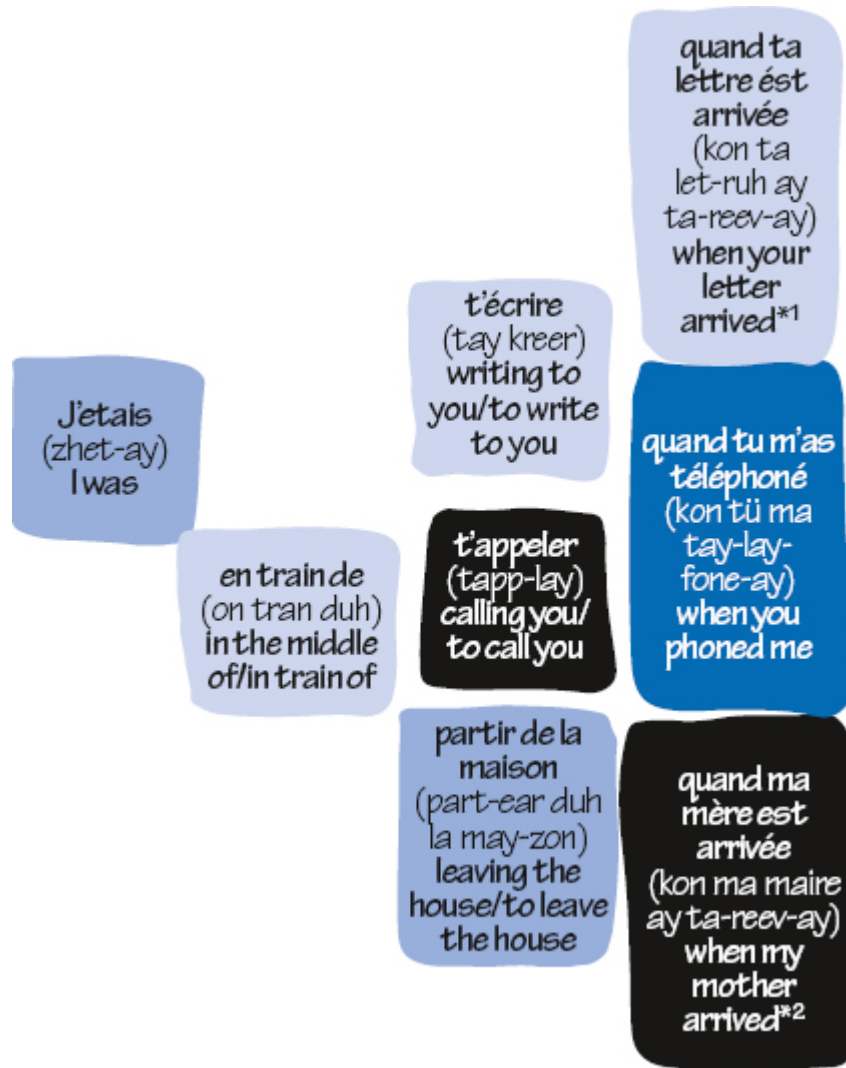 J'etais
(zhet-ay)
I was
en train de
(on tran duh)
in the middle
of/in train of
t'écrire
(tay kreer)
writing to
you/to write
to you
t'appeler
(tapp-lay)
calling you/
to call you
partir de la
maison
(part-ear duh
la may-zon)
leaving the
house/to leave
the house
quand ta
lettre ést
arrivée
(kon ta
let-ruh ay
ta-reev-ay)
when your
letter
arrived*1
quand tu m'as
téléphoné
(kon tü ma
tay-lay-
fone-ay)
when you
phoned me
quand ma
mère est
arrivée
(kon ma maire
ay ta-reev-ay)
when my
mother
arrived*2